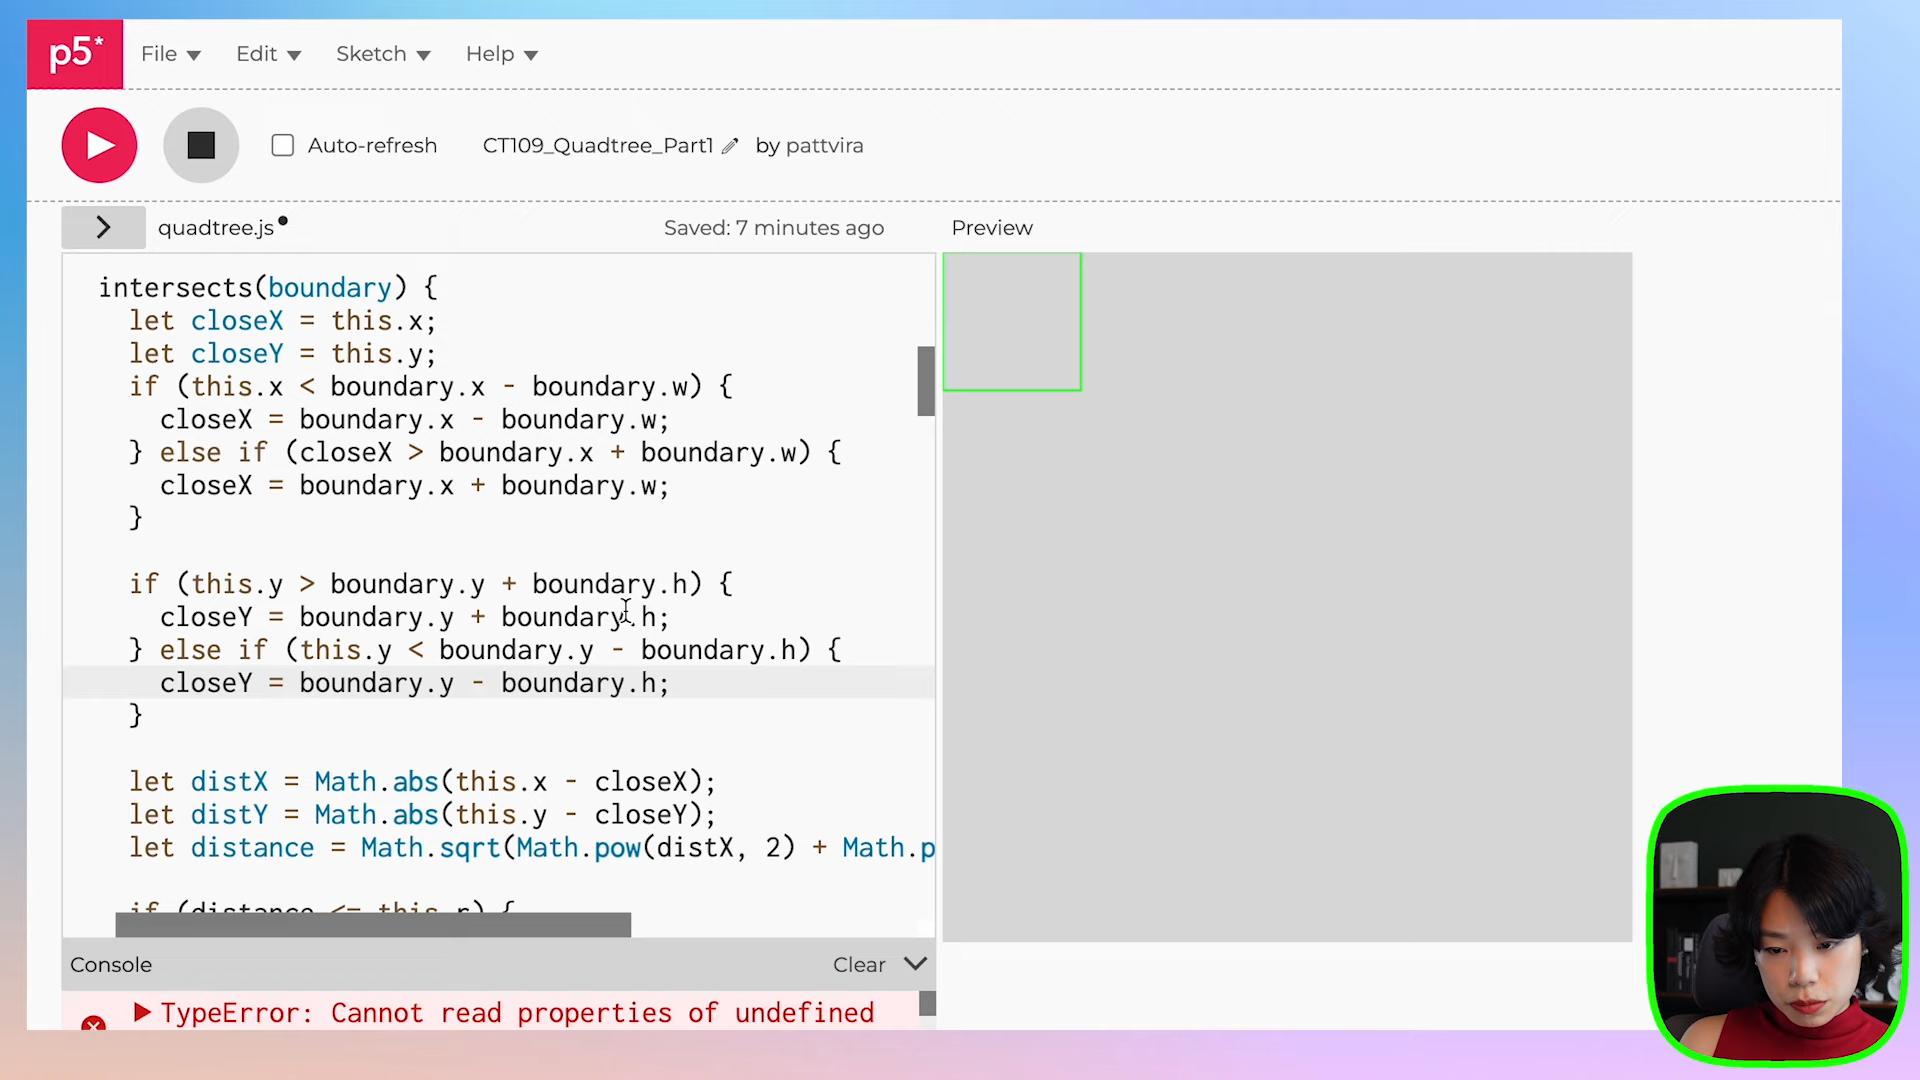 p5*
File Edit Sketch Help
Auto-refresh CT109_Quadtree_Part1 by pattvira
quadtree.js Saved: 7 minutes ago Preview
intersects(boundary) {
let closeX = this.x;
let closeY = this.y;
if (this.x < boundary.x - boundary.w) {
closeX = boundary.x - boundary.w;
} else if (closeX > boundary.x + boundary.w) {
closeX = boundary.x + boundary.w;
}
if (this.y > boundary.y + boundary.h) {
closeY = boundary.y + boundary.h;
} else if (this.y < boundary.y - boundary.h) {
closeY = boundary.y - boundary.h;
}
let distX = Math.abs(this.x - closeX);
let distY = Math.abs(this.y - closeY);
let distance = Math.sqrt(Math.pow(distX, 2) + Math.p
if (distance <= this.r) {
Console Clear
TypeError: Cannot read properties of undefined